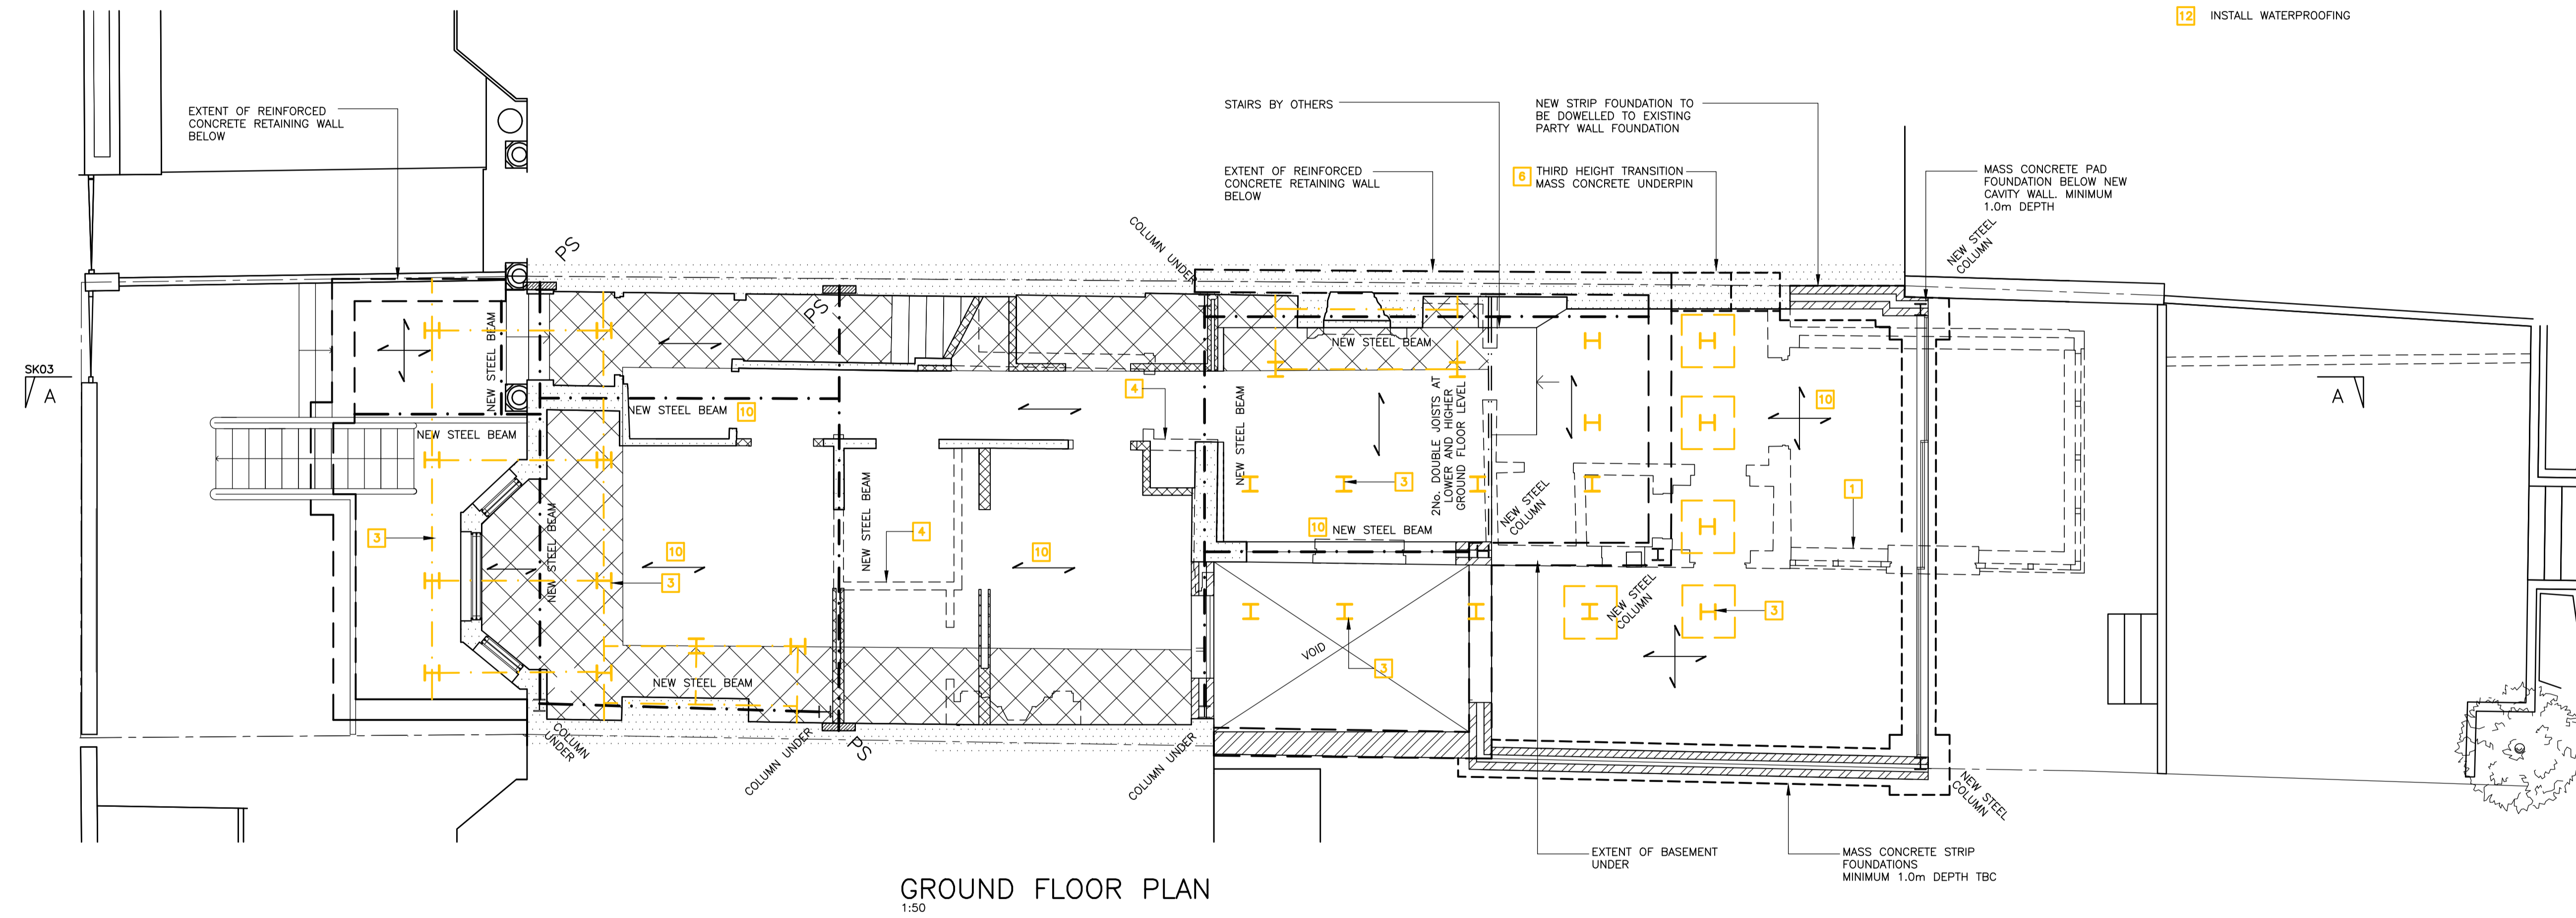 12 INSTALL WATERPROOFING
EXTENT OF REINFORCED
CONCRETE RETAINING WALL
BELOW
STAIRS BY OTHERS
NEW STRIP FOUNDATION TO
BE DOWELLED TO EXISTING
PARTY WALL FOUNDATION
EXTENT OF REINFORCED
CONCRETE RETAINING WALL
BELOW
6 THIRD HEIGHT TRANSITION
MASS CONCRETE UNDERPIN
MASS CONCRETE PAD
FOUNDATION BELOW NEW
CAVITY WALL. MINIMUM
1.0m DEPTH
NEW STEEL
COLUMN
COLUMN UNDER
PS
PS
NEW STEEL BEAM
NEW STEEL BEAM
SK03
A
A
4
NEW STEEL BEAM
10
NEW STEEL BEAM
NEW STEEL BEAM
2No. DOUBLE JOISTS AT
LOWER AND HIGHER
GROUND FLOOR LEVEL
10
NEW STEEL BEAM
3
1
NEW STEEL
COLUMN
NEW STEEL BEAM
NEW STEEL BEAM
3
4
10
NEW STEEL BEAM
10
10
3
NEW STEEL
COLUMN
3
VOID
3
NEW STEEL BEAM
COLUMN
UNDER
COLUMN UNDER
PS
COLUMN UNDER
NEW STEEL
COLUMN
EXTENT OF BASEMENT
UNDER
MASS CONCRETE STRIP
FOUNDATIONS
MINIMUM 1.0m DEPTH TBC
GROUND FLOOR PLAN
1:50